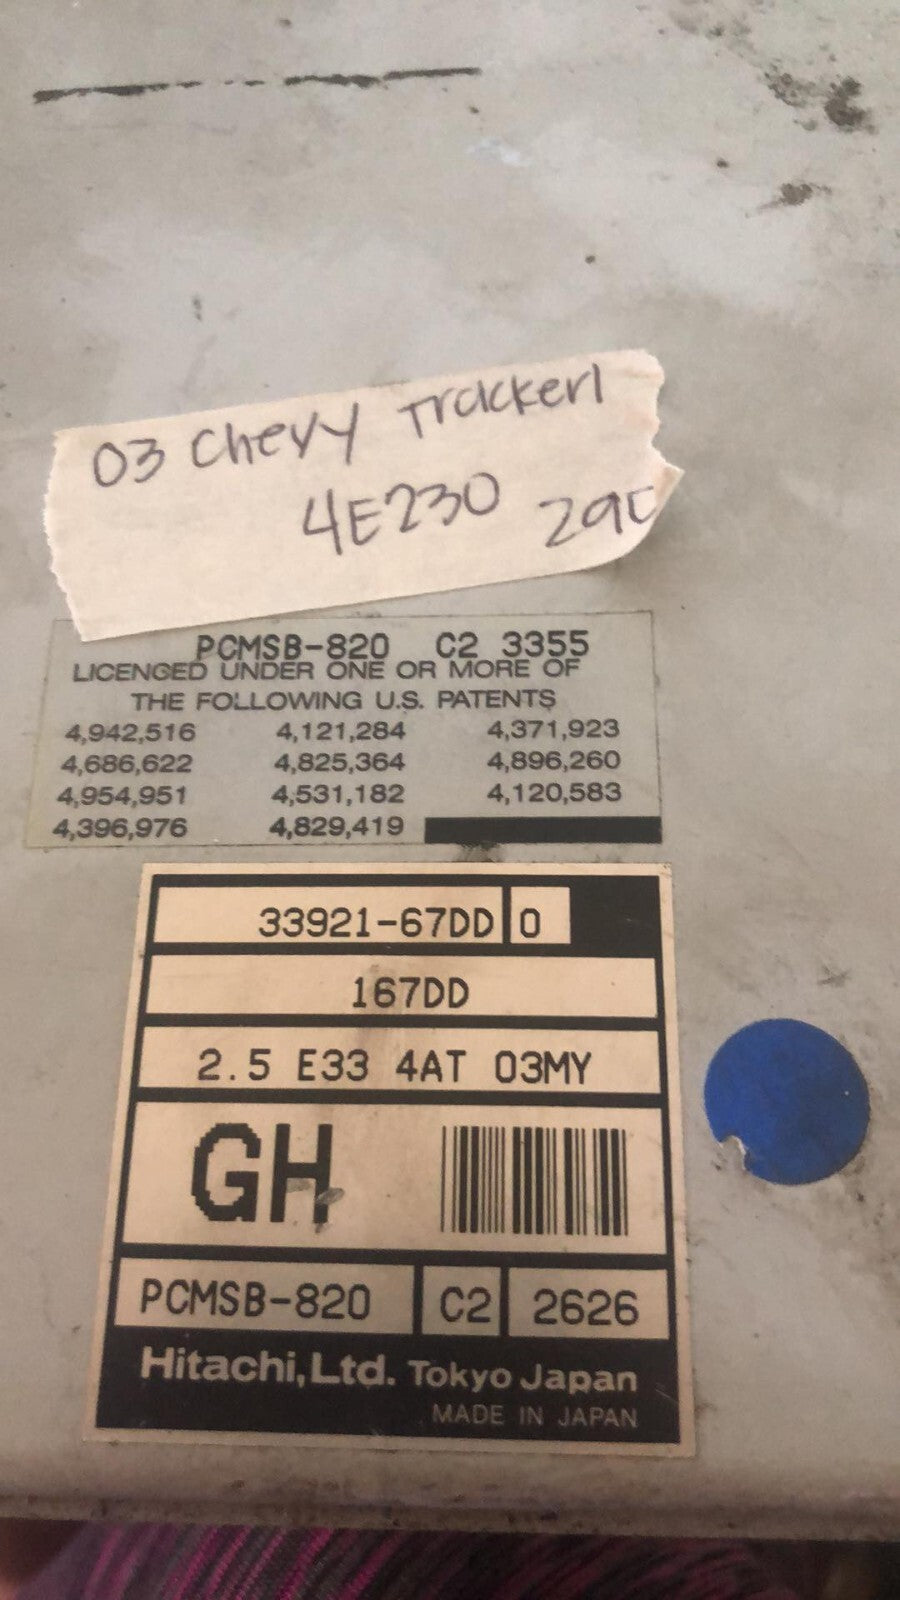 03 Chevy Tracker
4E230 29E
PCMSB-820 C2 3355
LICENCED UNDER ONE OR MORE OF
THE FOLLOWING U.S. PATENTS
4,942,516 4,121,284 4,371,923
4,686,622 4,825,364 4,896,260
4,954,951 4,531,182 4,120,583
4,396,976 4,829,419
33921-67DD 0
167DD
2.5 E33 4AT 03MY
GH
PCMSB-820 C2 2626
Hitachi,Ltd. Tokyo Japan
MADE IN JAPAN